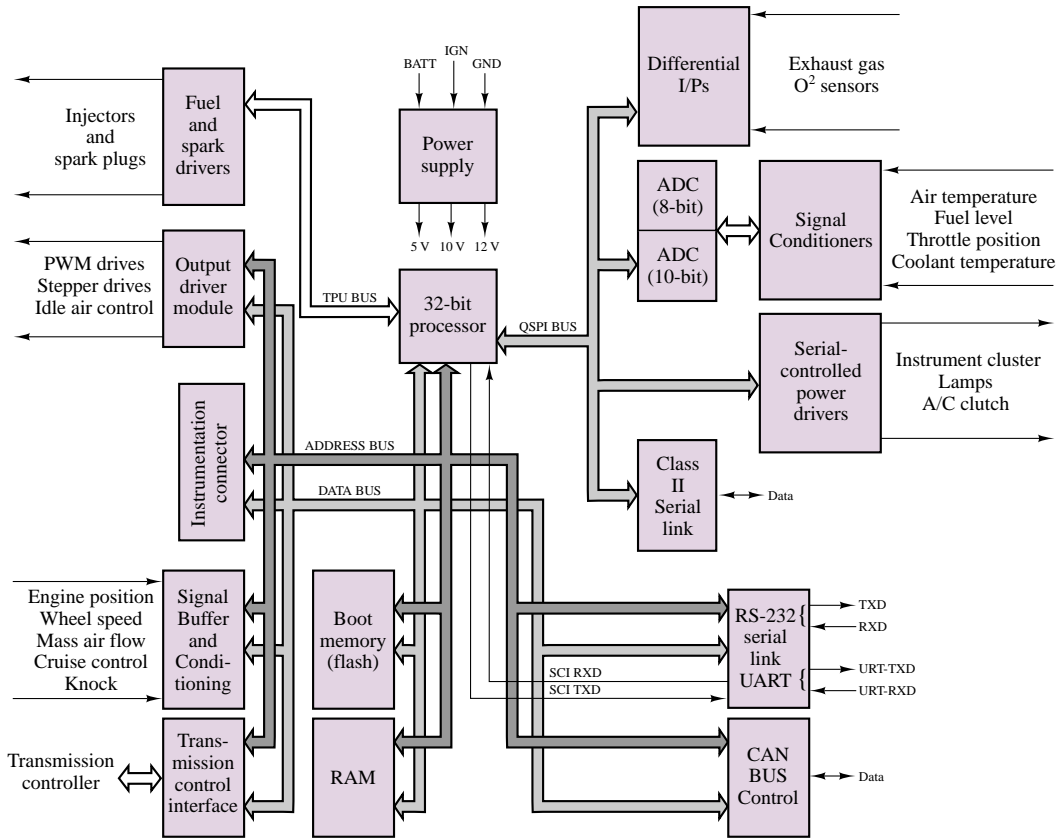 BATT
IGN
GND
Injectors
and
spark plugs
Fuel
and
spark
drivers
Power
supply
5 V
10 V
12 V
Differential
I/Ps
Exhaust gas
O² sensors
ADC
(8-bit)
ADC
(10-bit)
Signal
Conditioners
Air temperature
Fuel level
Throttle position
Coolant temperature
PWM drives
Stepper drives
Idle air control
Output
driver
module
TPU BUS
32-bit
processor
QSPI BUS
Serial-
controlled
power
drivers
Instrument cluster
Lamps
A/C clutch
Instrumentation
connector
ADDRESS BUS
DATA BUS
Class
II
Serial
link
Data
Engine position
Wheel speed
Mass air flow
Cruise control
Knock
Signal
Buffer
and
Condi-
tioning
Boot
memory
(flash)
SCI RXD
SCI TXD
RS-232
serial
link
UART
{
{
TXD
RXD
URT-TXD
URT-RXD
Transmission
controller
Trans-
mission
control
interface
RAM
CAN
BUS
Control
Data